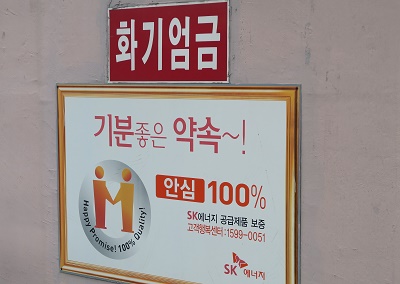 화기엄금
기분좋은 약속~!
Happy Promise! 100% Quality!
안심 100%
SK에너지 공급제품 보증
고객행복센터 : 1599-0051
SK 에너지